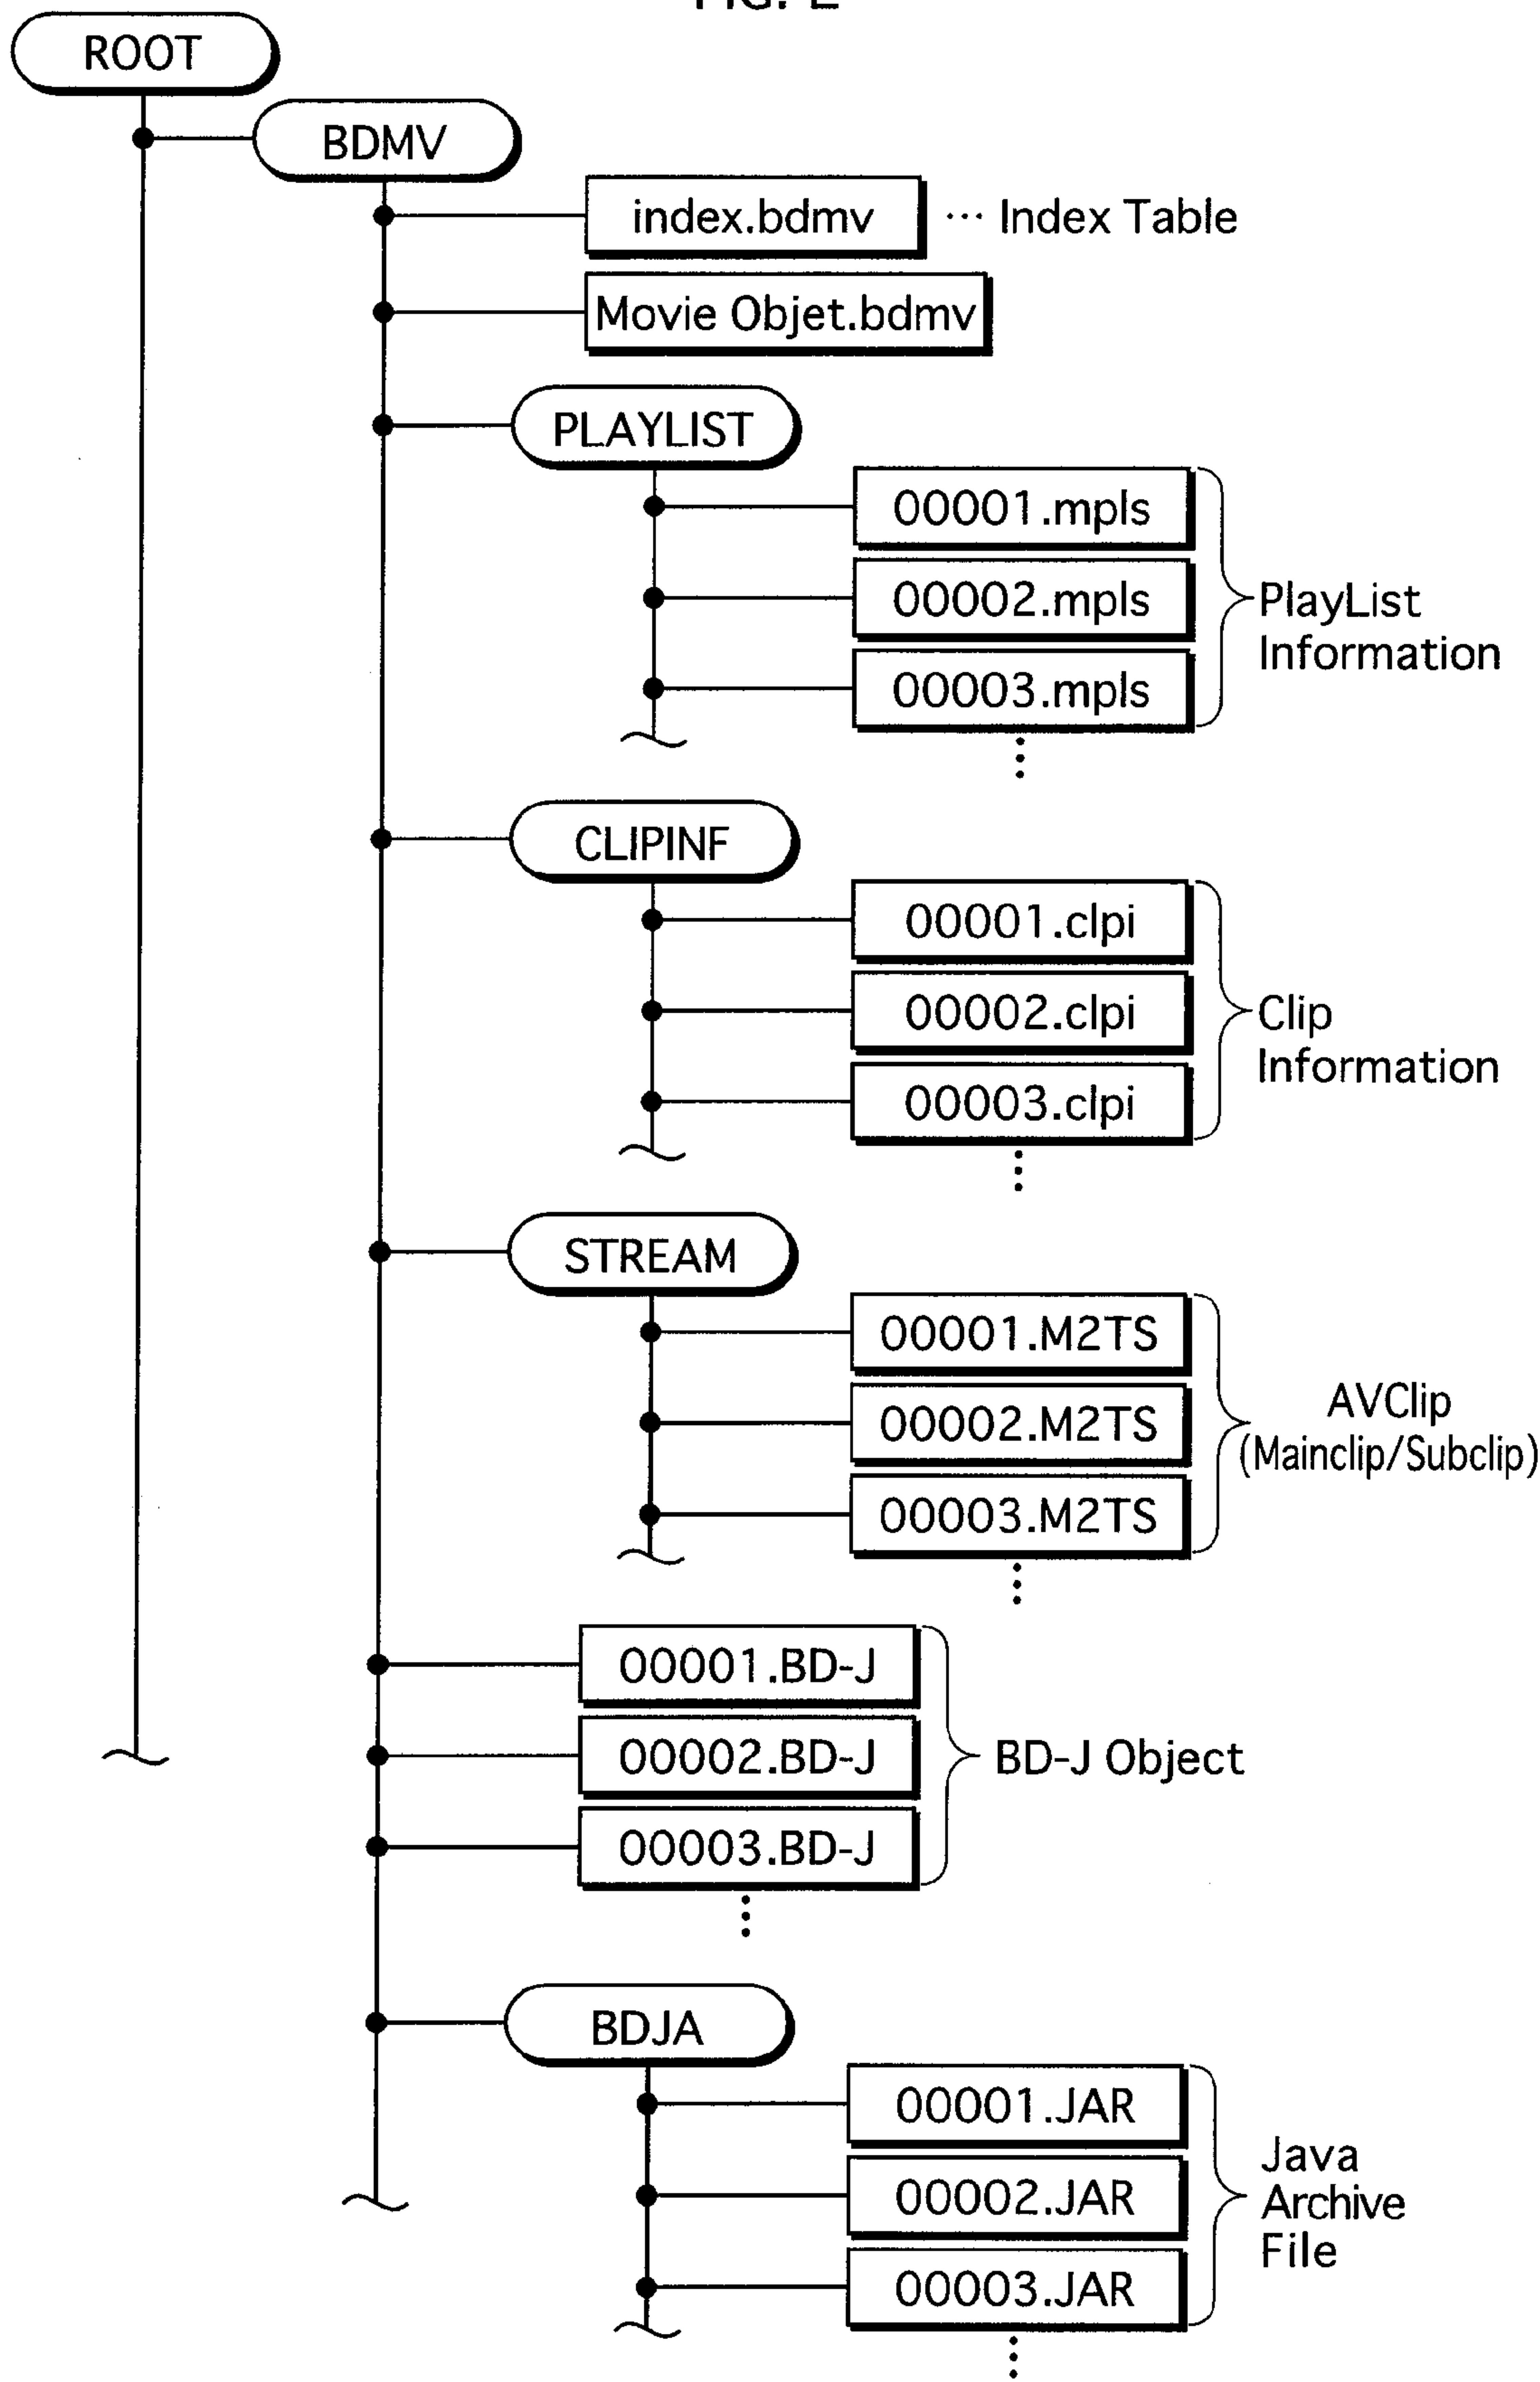 ROOT
BDMV
index.bdmv ··· Index Table
Movie Objet.bdmv
PLAYLIST
00001.mpls
00002.mpls
00003.mpls
PlayList
Information
CLIPINF
00001.clpi
00002.clpi
00003.clpi
Clip
Information
STREAM
00001.M2TS
00002.M2TS
00003.M2TS
AVClip
(Mainclip/Subclip)
00001.BD-J
00002.BD-J
00003.BD-J
BD-J Object
BDJA
00001.JAR
00002.JAR
00003.JAR
Java
Archive
File